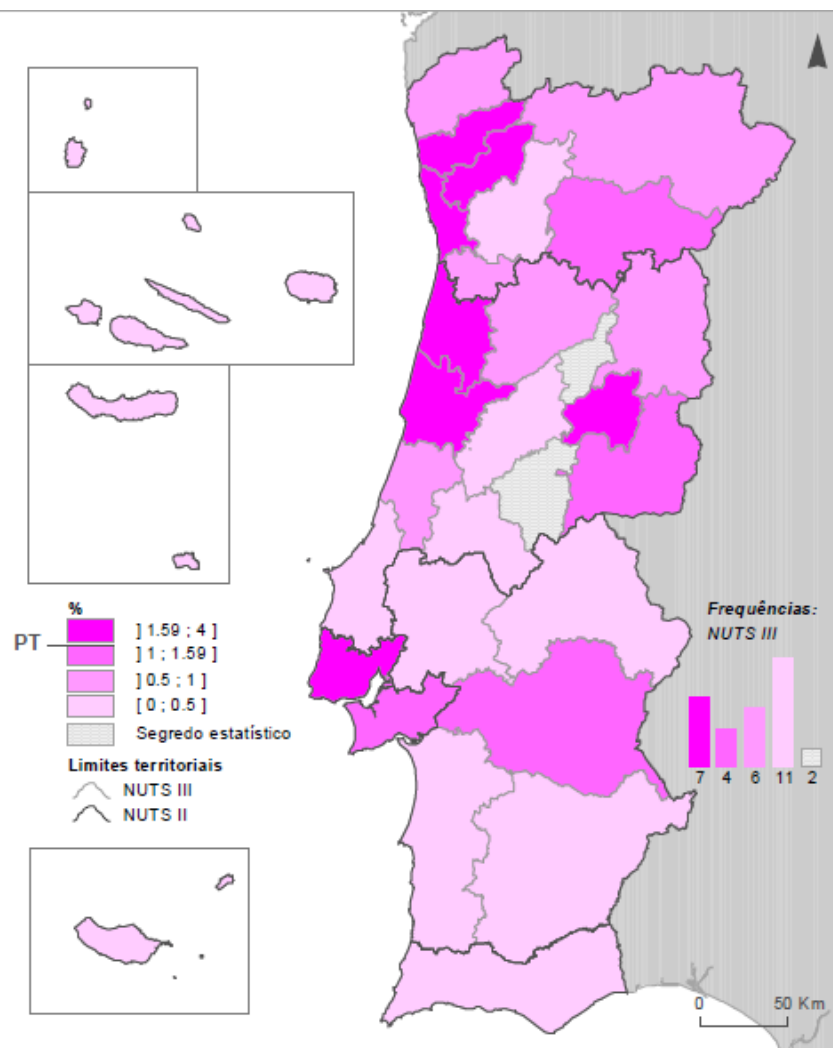 %
PT
] 1.59 ; 4 ]
] 1 ; 1.59 ]
] 0.5 ; 1 ]
[ 0 ; 0.5 ]
Segredo estatístico
Limites territoriais
NUTS III
NUTS II
Frequências:
NUTS III
7 4 6 11 2
0 50 Km